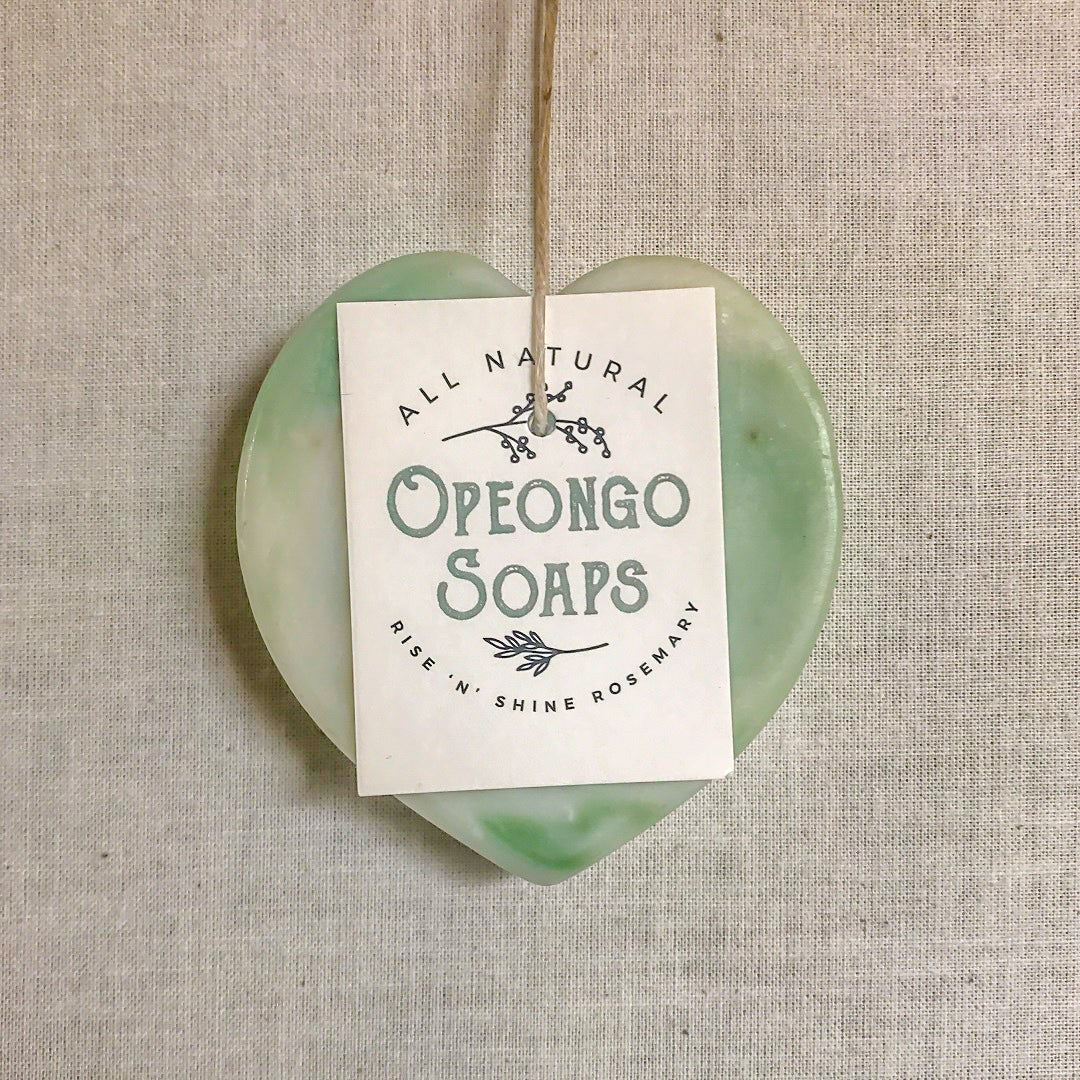 ALL NATURAL
OPEONGO
SOAPS
RISE 'N' SHINE ROSEMARY